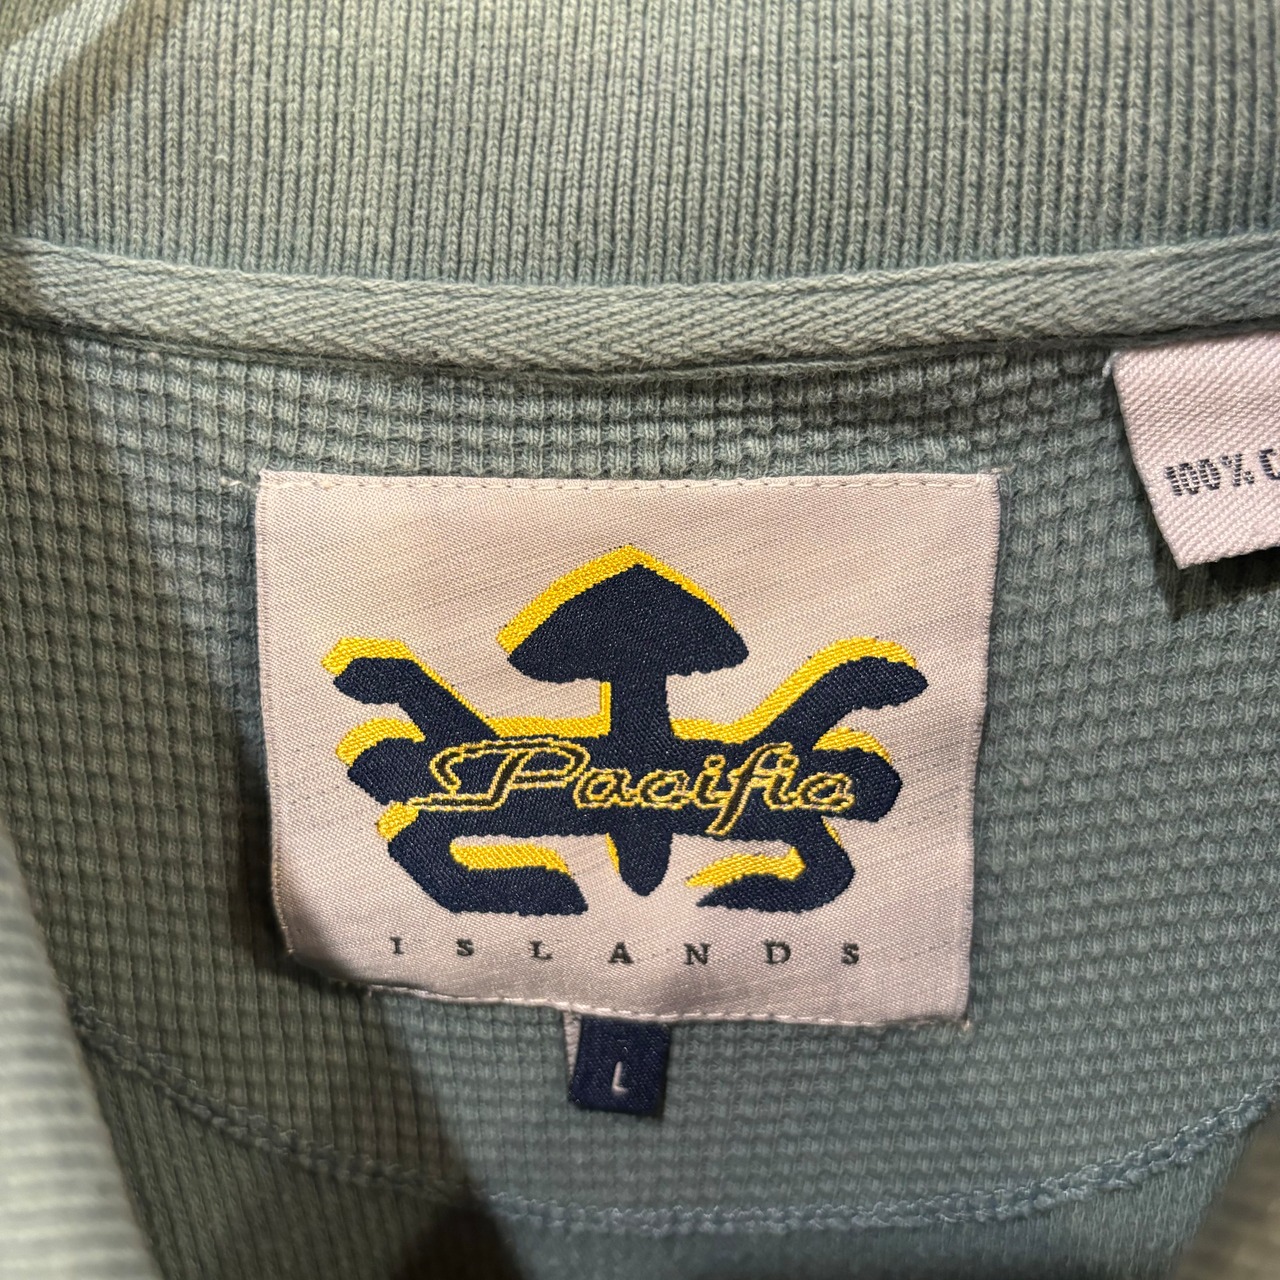 100% C
Pacific
ISLANDS
L